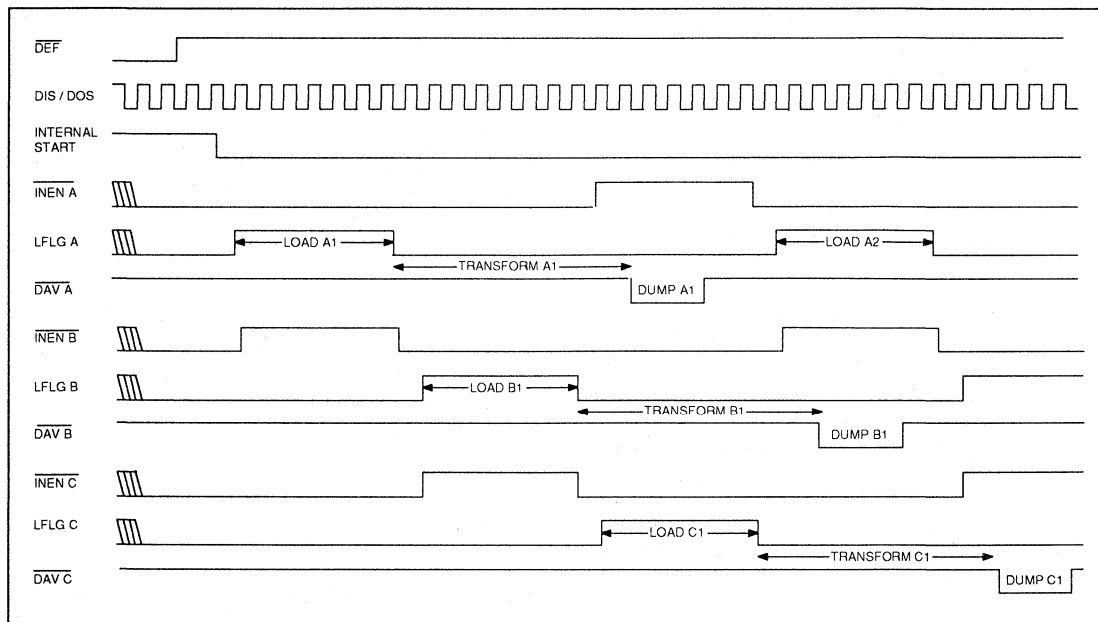 DEF
DIS / DOS
INTERNAL
START
INEN A
LFLG A
LOAD A1
LOAD A2
TRANSFORM A1
DAV A
DUMP A1
INEN B
LFLG B
LOAD B1
TRANSFORM B1
DAV B
DUMP B1
INEN C
LFLG C
LOAD C1
TRANSFORM C1
DAV C
DUMP C1